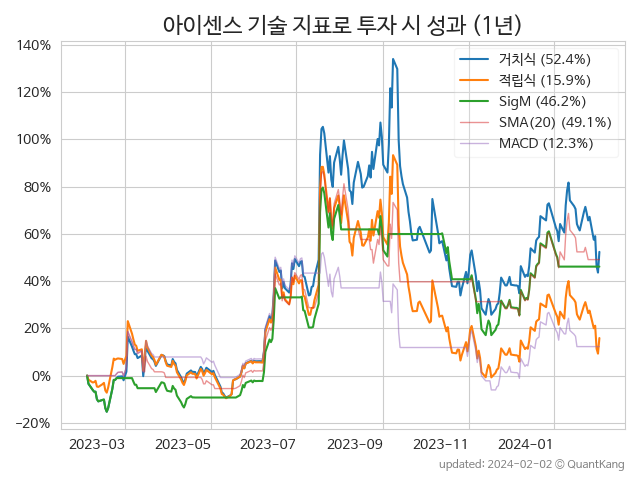 아이센스 기술 지표로 투자 시 성과 (1년)
140%
120%
100%
80%
60%
40%
20%
0%
−20%
거치식 (52.4%)
적립식 (15.9%)
SigM (46.2%)
SMA(20) (49.1%)
MACD (12.3%)
2023-03 2023-05 2023-07 2023-09 2023-11 2024-01
updated: 2024-02-02 © QuantKang